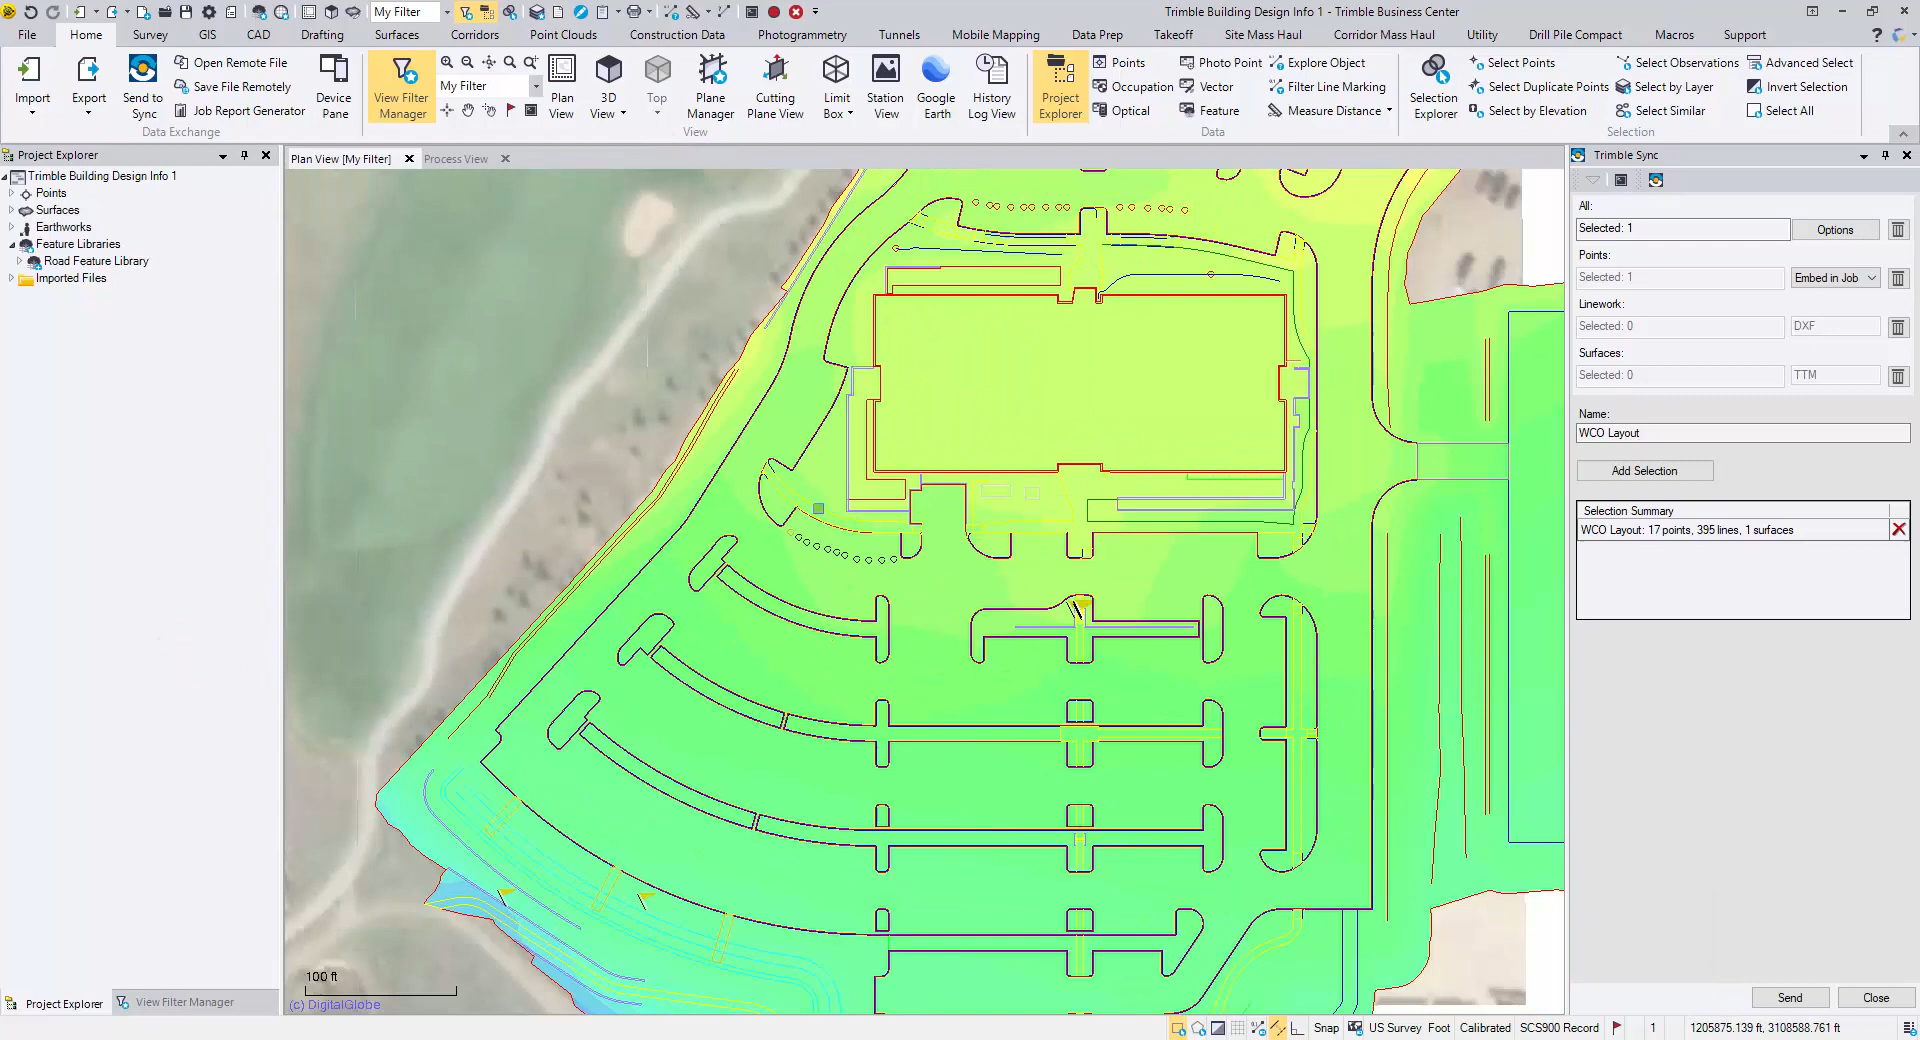 My Filter
Trimble Building Design Info 1 - Trimble Business Center
File Home Survey GIS CAD Drafting Surfaces Corridors Point Clouds Construction Data Photogrammetry Tunnels Mobile Mapping Data Prep Takeoff Site Mass Haul Corridor Mass Haul Utility Drill Pile Compact Macros Support
Import
Export
Send to Sync
Open Remote File
Save File Remotely
Job Report Generator
Device Pane
Data Exchange
View Filter Manager
My Filter
Plan View
3D View
Top
Plane Manager
Cutting Plane View
Limit Box
Station View
Google Earth
History Log View
View
Project Explorer
Points
Occupation
Optical
Photo Point
Vector
Feature
Explore Object
Filter Line Marking
Measure Distance
Data
Selection Explorer
Select Points
Select Duplicate Points
Select by Elevation
Select Observations
Select by Layer
Select Similar
Advanced Select
Invert Selection
Select All
Selection
Project Explorer
Trimble Building Design Info 1
Points
Surfaces
Earthworks
Feature Libraries
Road Feature Library
Imported Files
Project Explorer
View Filter Manager
Plan View [My Filter]
Process View
100 ft
(c) DigitalGlobe
Trimble Sync
All:
Selected: 1
Options
Points:
Selected: 1
Embed in Job
Linework:
Selected: 0
DXF
Surfaces:
Selected: 0
TTM
Name:
WCO Layout
Add Selection
Selection Summary
WCO Layout: 17 points, 395 lines, 1 surfaces
Send
Close
Snap US Survey Foot Calibrated SCS900 Record 1 1205875.139 ft, 3108588.761 ft